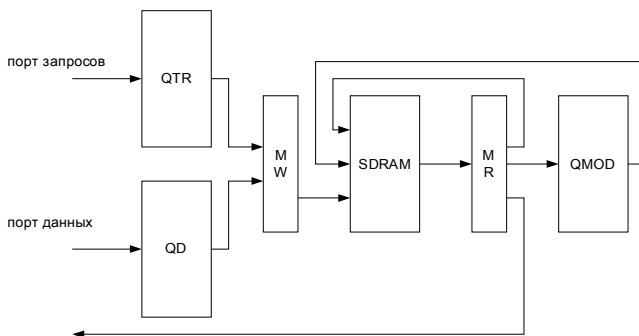 порт запросов
QTR
M
W
SDRAM
M
R
QMOD
порт данных
QD